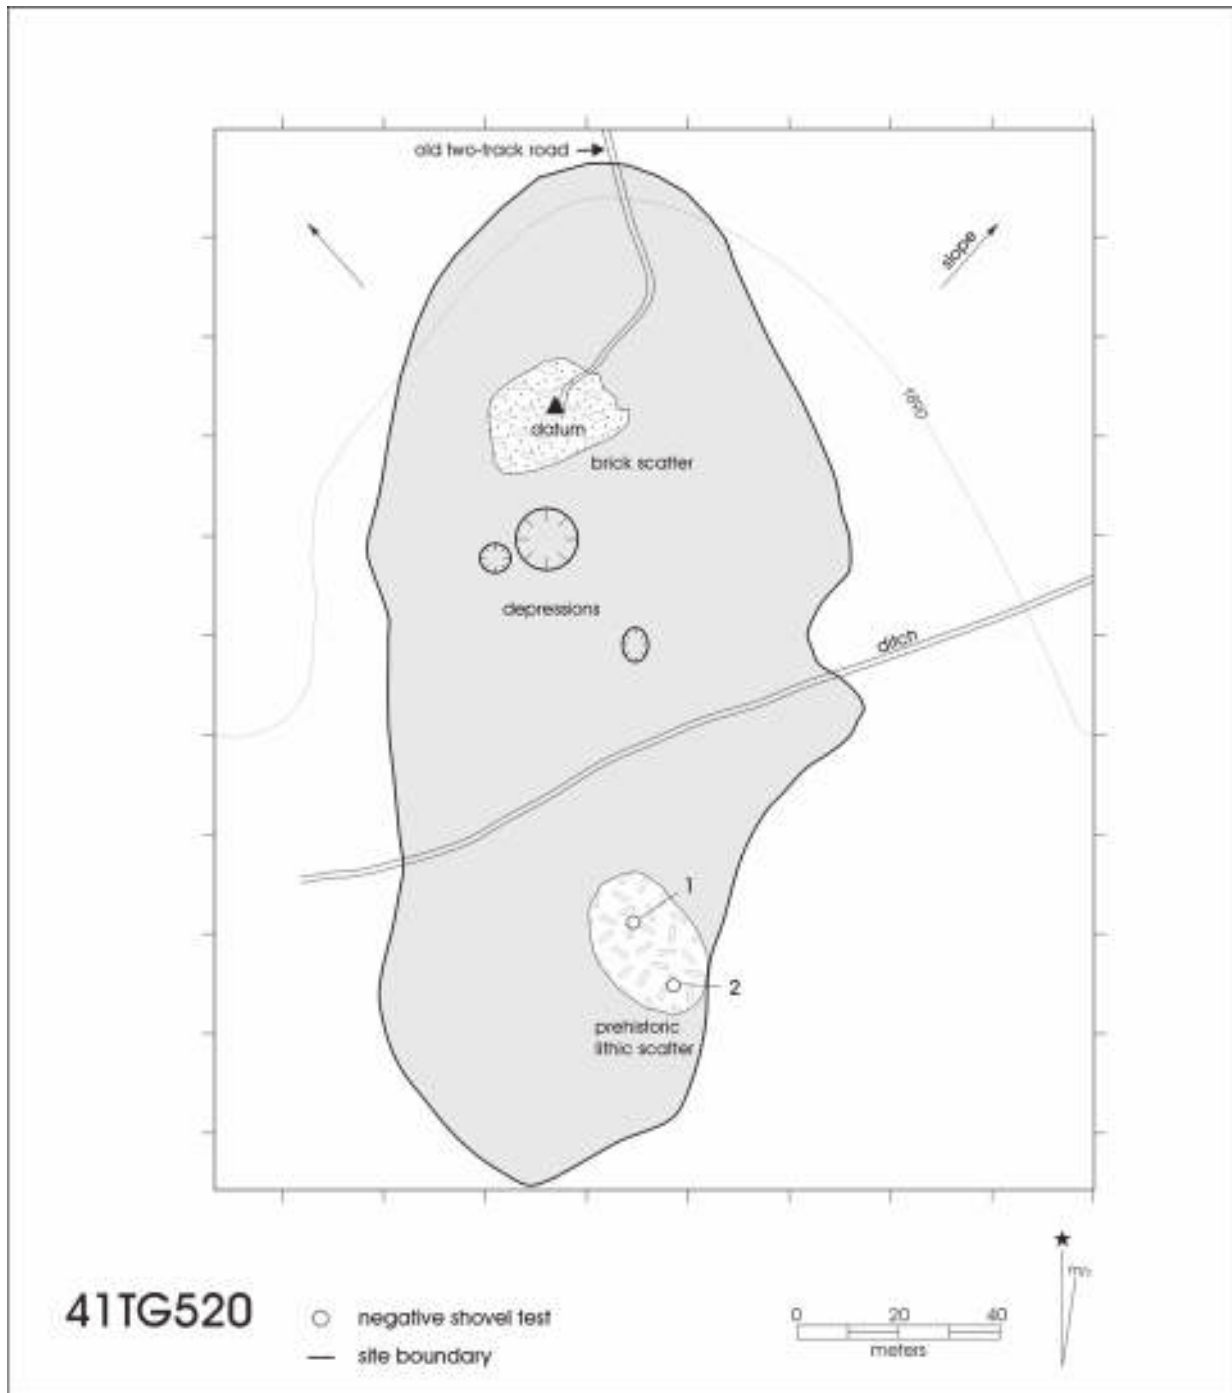 old two-track road
slope
1890
datum
brick scatter
depressions
ditch
1
2
prehistoric
lithic scatter
41TG520
negative shovel test
site boundary
0 20 40
meters